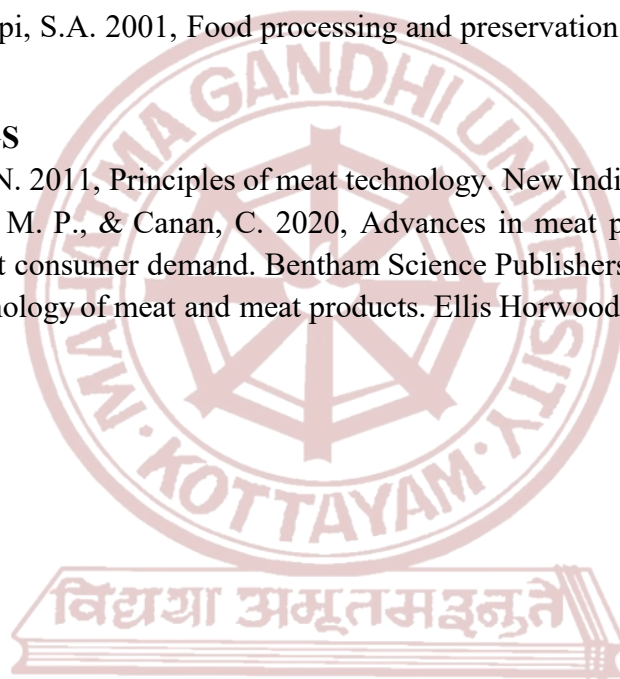 pi, S.A. 2001, Food processing and preservation
GS
N. 2011, Principles of meat technology. New Indi
M. P., & Canan, C. 2020, Advances in meat p
t consumer demand. Bentham Science Publishers
nology of meat and meat products. Ellis Horwood
MAHATMA GANDHI UNIVERSITY
KOTTAYAM
विद्यया अमृतमश्नुते